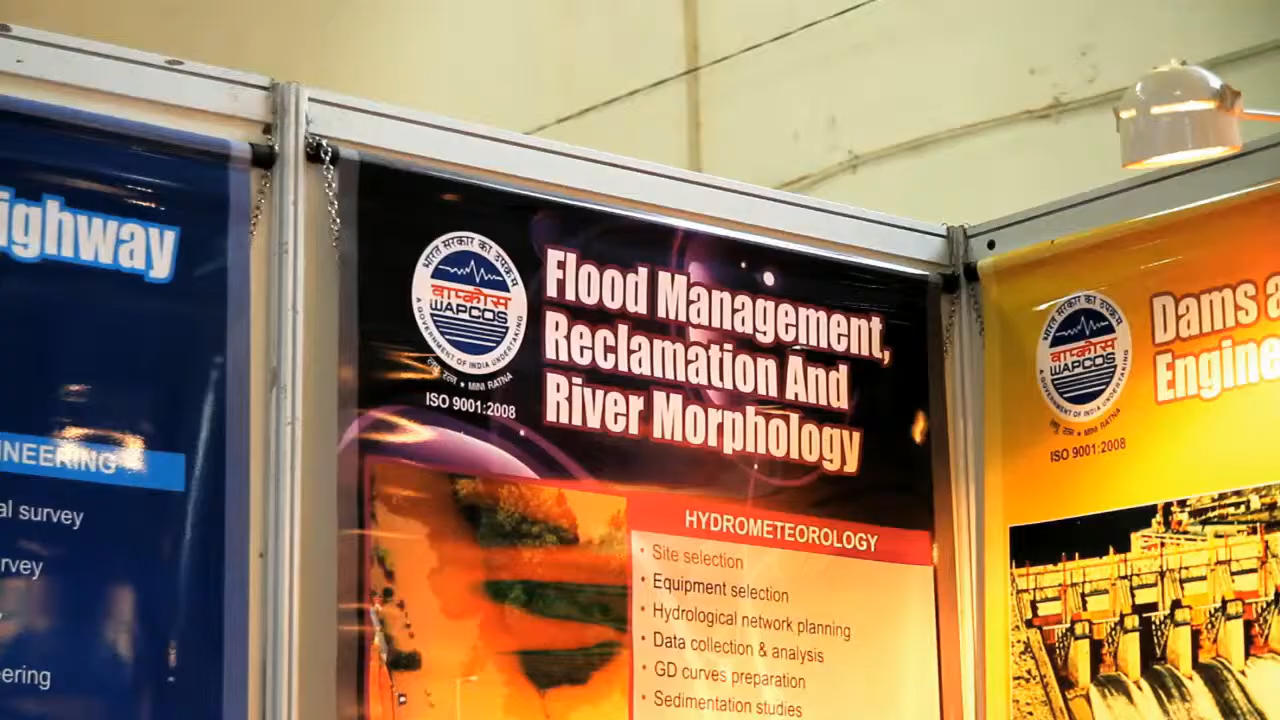 ighway
NEERING
al survey
rvey
ering
भारत सरकार का उपक्रम
वाप्कोस
WAPCOS
A GOVERNMENT OF INDIA UNDERTAKING
लघु रत्न ★ MINI RATNA
ISO 9001:2008
Flood Management,
Reclamation And
River Morphology
HYDROMETEOROLOGY
• Site selection
• Equipment selection
• Hydrological network planning
• Data collection & analysis
• GD curves preparation
• Sedimentation studies
भारत सरकार का उपक्रम
वाप्कोस
WAPCOS
A GOVERNMENT OF INDIA UNDERTAKING
लघु रत्न ★ MINI RATNA
ISO 9001:2008
Dams a
Engine